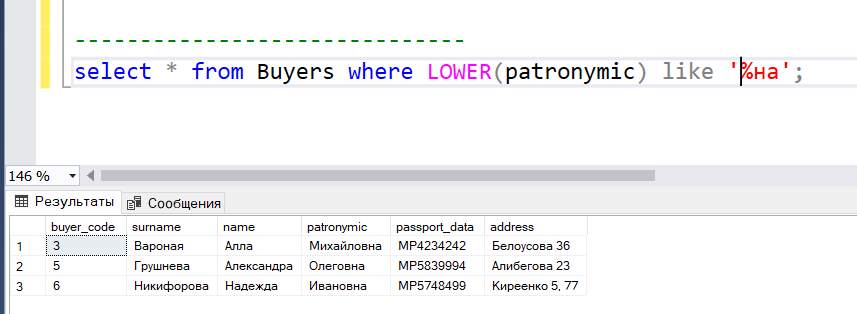 ------------------------------
select * from Buyers where LOWER(patronymic) like '%на';
146 %
Результаты Сообщения
buyer_code surname name patronymic passport_data address
1 3 Вароная Алла Михайловна MP4234242 Белоусова 36
2 5 Грушнева Александра Олеговна MP5839994 Алибегова 23
3 6 Никифорова Надежда Ивановна MP5748499 Киреенко 5, 77